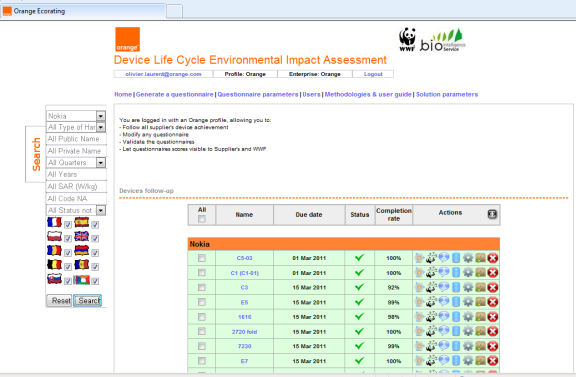 Orange Ecorating
orange
WWF
bio intelligence
Service
Device Life Cycle Environmental Impact Assessment
olivier.laurent@orange.com Profile: Orange Enterprise: Orange Logout
Home | Generate a questionnaire | Questionnaire parameters | Users | Methodologies & user guide | Solution parameters
You are logged in with an Orange profile, allowing you to:
- Follow all supplier's device achievement
- Modify any questionnaire
- Validate the questionnaires
- Let questionnaires scores visible to Supplier's and WWF
Search
Nokia
All Type of Har
All Public Name
All Private Name
All Quarters
All Years
All SAR (W/kg)
All Code NA
All Status not
Reset Search
Devices follow-up
All Name Due date Status Completion rate Actions
Nokia
C5-03 01 Mar 2011 100%
C1 (C1-01) 01 Mar 2011 100%
C3 15 Mar 2011 92%
E5 15 Mar 2011 99%
1616 15 Mar 2011 98%
2720 fold 15 Mar 2011 100%
7230 15 Mar 2011 99%
E7 15 Mar 2011 100%